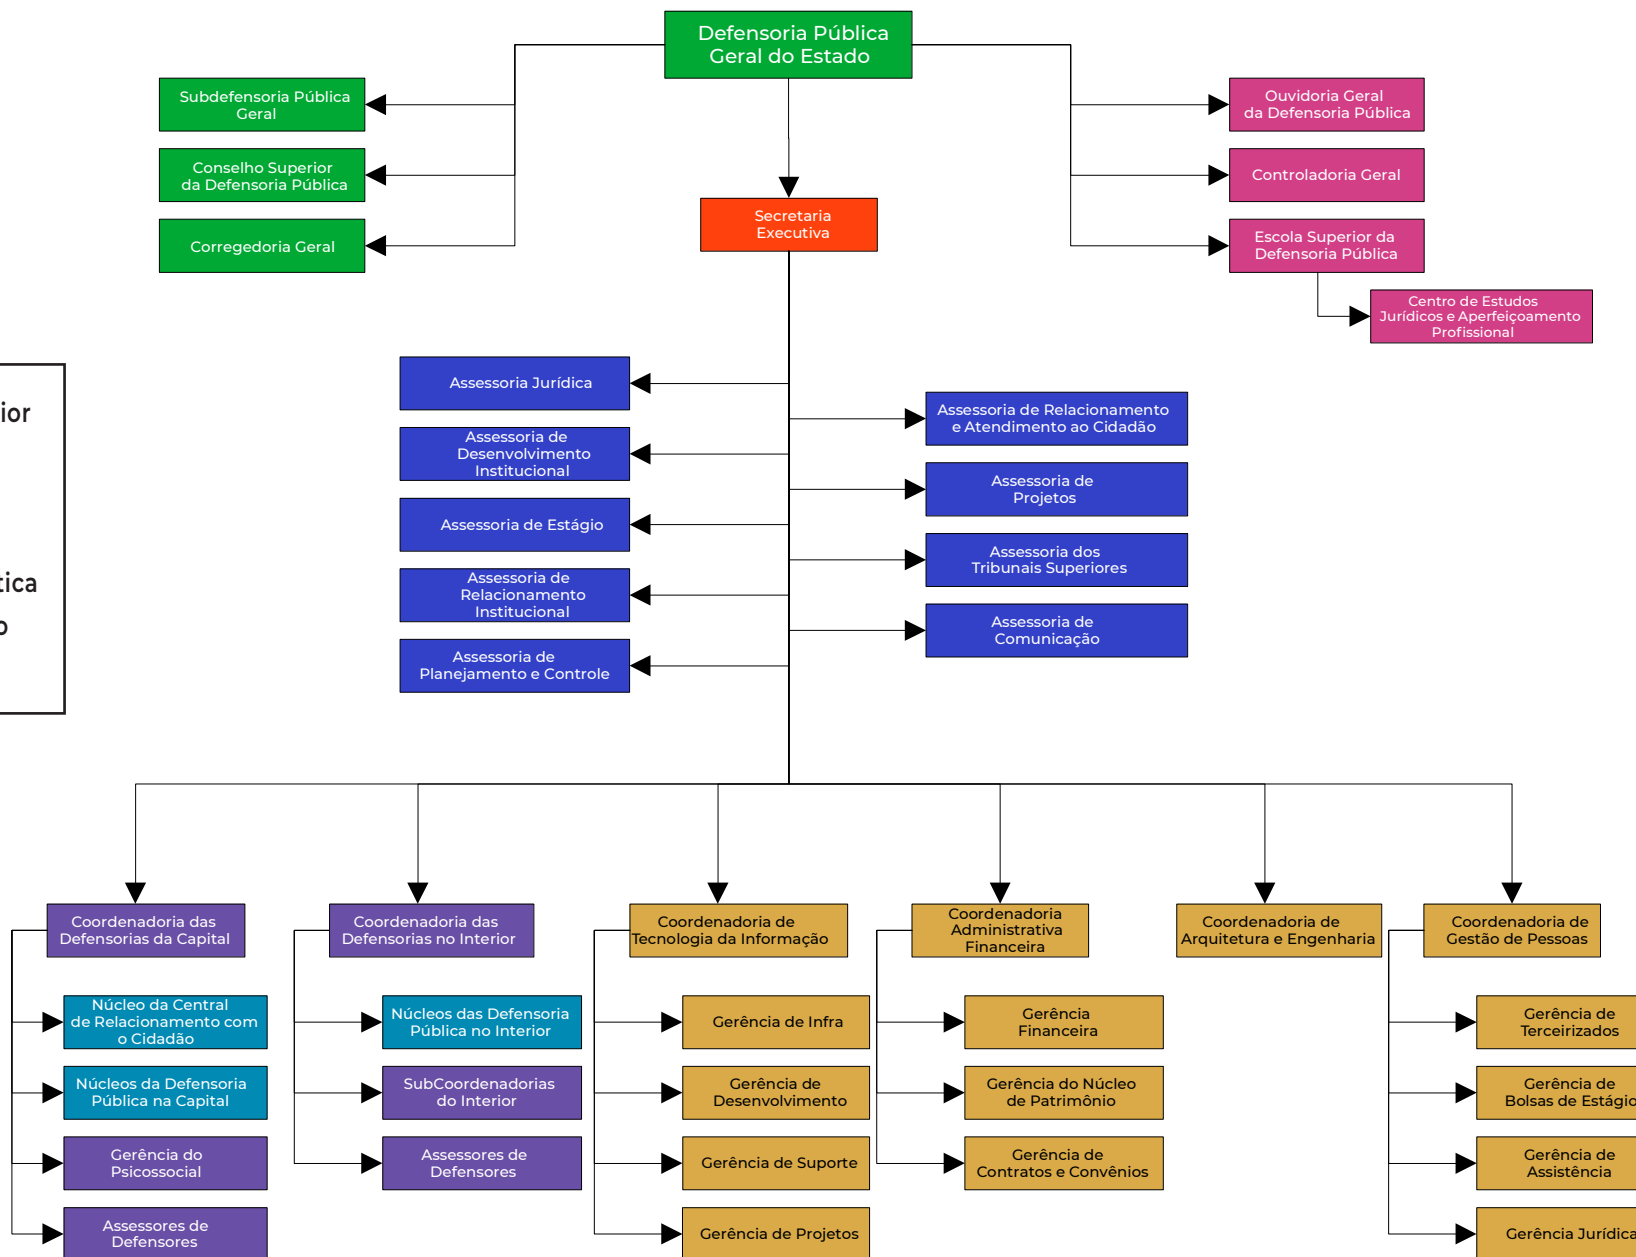 Defensoria Pública
Geral do Estado
Subdefensoria Pública
Geral
Conselho Superior
da Defensoria Pública
Corregedoria Geral
Ouvidoria Geral
da Defensoria Pública
Controladoria Geral
Escola Superior da
Defensoria Pública
Centro de Estudos
Jurídicos e Aperfeiçoamento
Profissional
Secretaria
Executiva
ior
tica
o
Assessoria Jurídica
Assessoria de
Desenvolvimento
Institucional
Assessoria de Estágio
Assessoria de
Relacionamento
Institucional
Assessoria de
Planejamento e Controle
Assessoria de Relacionamento
e Atendimento ao Cidadão
Assessoria de
Projetos
Assessoria dos
Tribunais Superiores
Assessoria de
Comunicação
Coordenadoria das
Defensorias da Capital
Núcleo da Central
de Relacionamento com
o Cidadão
Núcleos da Defensoria
Pública na Capital
Gerência do
Psicossocial
Assessores de
Defensores
Coordenadoria das
Defensorias no Interior
Núcleos das Defensoria
Pública no Interior
SubCoordenadorias
do Interior
Assessores de
Defensores
Coordenadoria de
Tecnologia da Informação
Gerência de Infra
Gerência de
Desenvolvimento
Gerência de Suporte
Gerência de Projetos
Coordenadoria
Administrativa
Financeira
Gerência
Financeira
Gerência do Núcleo
de Patrimônio
Gerência de
Contratos e Convênios
Coordenadoria de
Arquitetura e Engenharia
Coordenadoria de
Gestão de Pessoas
Gerência de
Terceirizados
Gerência de
Bolsas de Estágio
Gerência de
Assistência
Gerência Jurídica